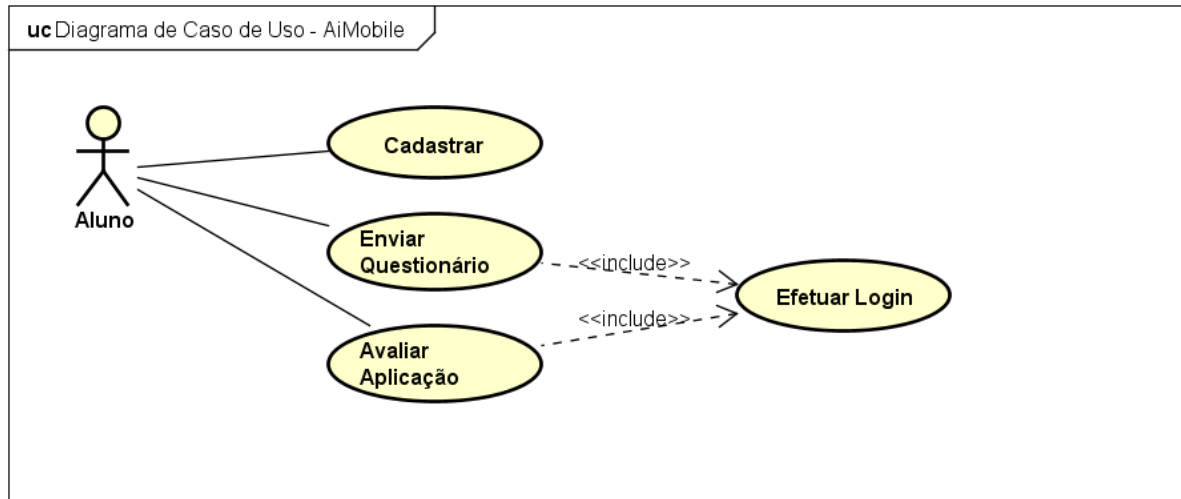 uc Diagrama de Caso de Uso - AiMobile
Cadastrar
Aluno
Enviar
Questionário
<<include>>
Efetuar Login
<<include>>
Avaliar
Aplicação